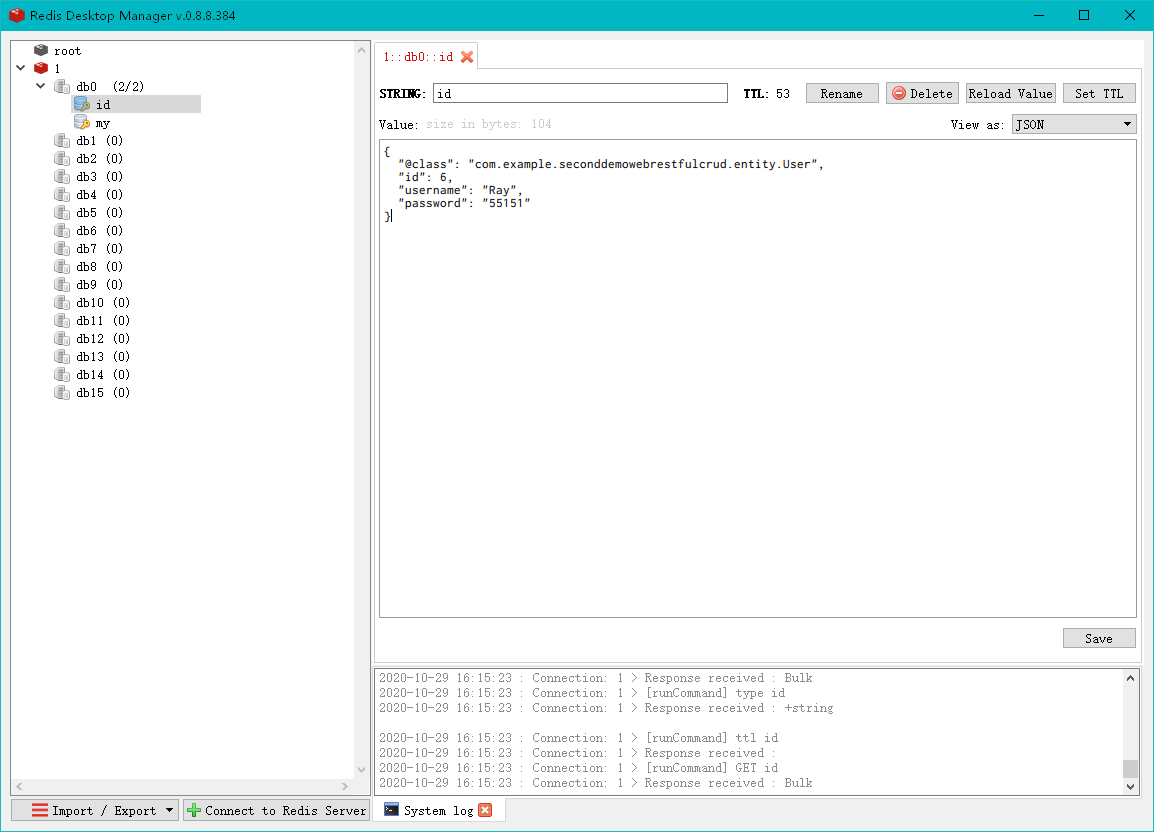 Redis Desktop Manager v.0.8.8.384
root
1
db0 (2/2)
id
my
db1 (0)
db2 (0)
db3 (0)
db4 (0)
db5 (0)
db6 (0)
db7 (0)
db8 (0)
db9 (0)
db10 (0)
db11 (0)
db12 (0)
db13 (0)
db14 (0)
db15 (0)
Import / Export
Connect to Redis Server
1::db0::id
STRING: id TTL: 53 Rename Delete Reload Value Set TTL
Value: size in bytes: 104 View as: JSON
{
"@class": "com.example.seconddemowebrestfulcrud.entity.User",
"id": 6,
"username": "Ray",
"password": "55151"
}
Save
2020-10-29 16:15:23 : Connection: 1 > Response received : Bulk
2020-10-29 16:15:23 : Connection: 1 > [runCommand] type id
2020-10-29 16:15:23 : Connection: 1 > Response received : +string
2020-10-29 16:15:23 : Connection: 1 > [runCommand] ttl id
2020-10-29 16:15:23 : Connection: 1 > Response received :
2020-10-29 16:15:23 : Connection: 1 > [runCommand] GET id
2020-10-29 16:15:23 : Connection: 1 > Response received : Bulk
System log